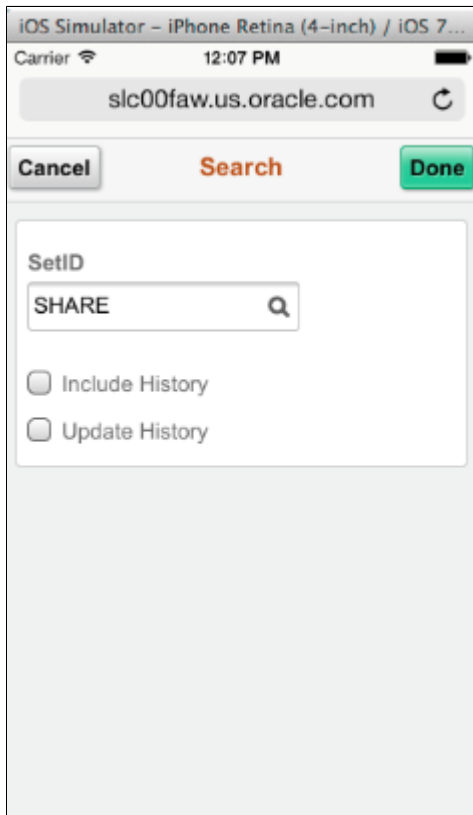 iOS Simulator – iPhone Retina (4-inch) / iOS 7...
Carrier 12:07 PM
slc00faw.us.oracle.com
Cancel Search Done
SetID
SHARE
Include History
Update History